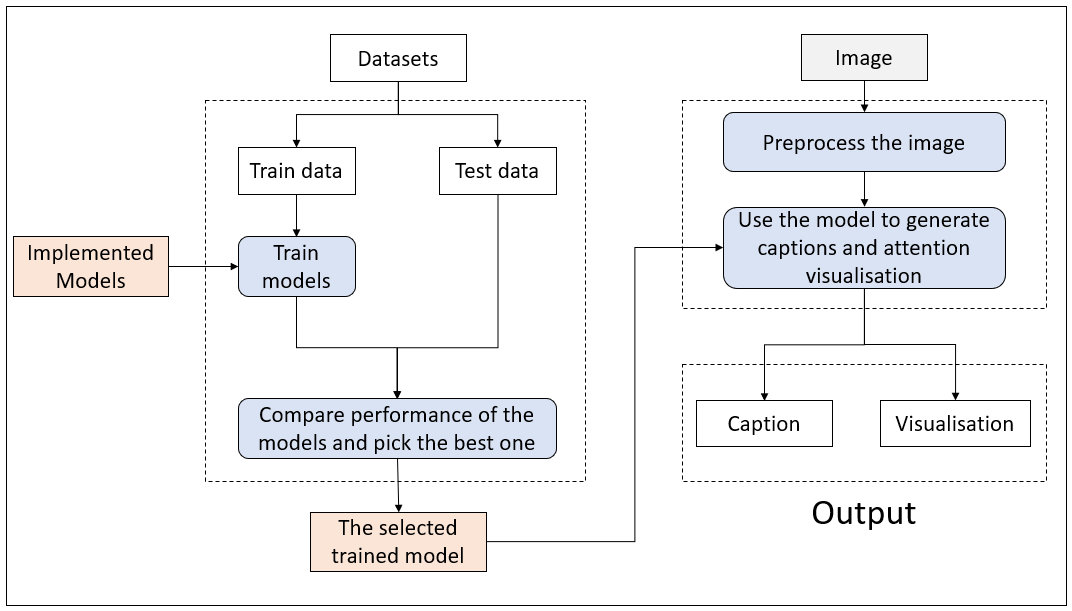 Datasets
Train data
Test data
Implemented
Models
Train
models
Compare performance of the
models and pick the best one
The selected
trained model
Image
Preprocess the image
Use the model to generate
captions and attention
visualisation
Caption
Visualisation
Output